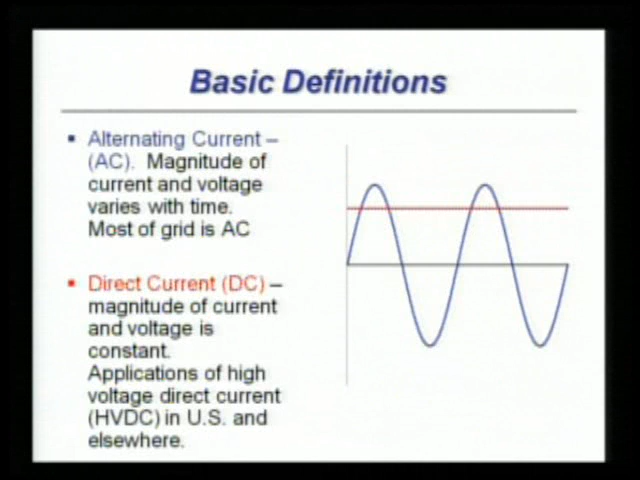 Basic Definitions
Alternating Current –
(AC). Magnitude of
current and voltage
varies with time.
Most of grid is AC
Direct Current (DC) –
magnitude of current
and voltage is
constant.
Applications of high
voltage direct current
(HVDC) in U.S. and
elsewhere.